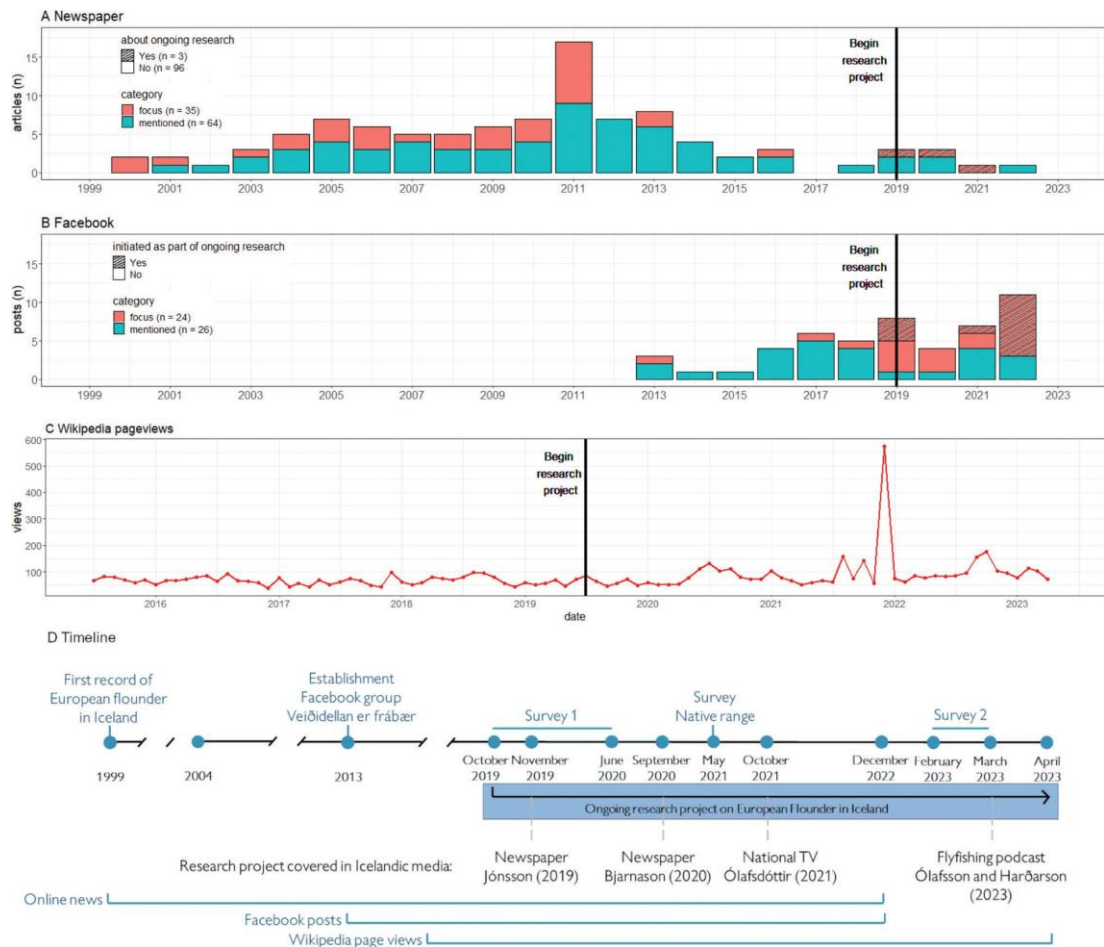 A Newspaper
about ongoing research
Yes (n = 3)
No (n = 96
category
focus (n = 35)
mentioned (n = 64)
Begin
research
project
articles (n)
15
10
5
0
1999 2001 2003 2005 2007 2009 2011 2013 2015 2017 2019 2021 2023
B Facebook
initiated as part of ongoing research
Yes
No
category
focus (n = 24)
mentioned (n = 26)
Begin
research
project
posts (n)
15
10
5
0
1999 2001 2003 2005 2007 2009 2011 2013 2015 2017 2019 2021 2023
C Wikipedia pageviews
Begin
research
project
views
600
500
400
300
200
100
2016 2017 2018 2019 2020 2021 2022 2023
date
D Timeline
First record of
European flounder
in Iceland
Establishment
Facebook group
Veiðidellan er frábær
Survey 1
Survey
Native range
Survey 2
1999
2004
2013
October
2019
November
2019
June
2020
September
2020
May
2021
October
2021
December
2022
February
2023
March
2023
April
2023
Ongoing research project on European Flounder in Iceland
Research project covered in Icelandic media:
Newspaper
Jónsson (2019)
Newspaper
Bjarnason (2020)
National TV
Ólafsdóttir (2021)
Flyfishing podcast
Ólafsson and Harðarson
(2023)
Online news
Facebook posts
Wikipedia page views